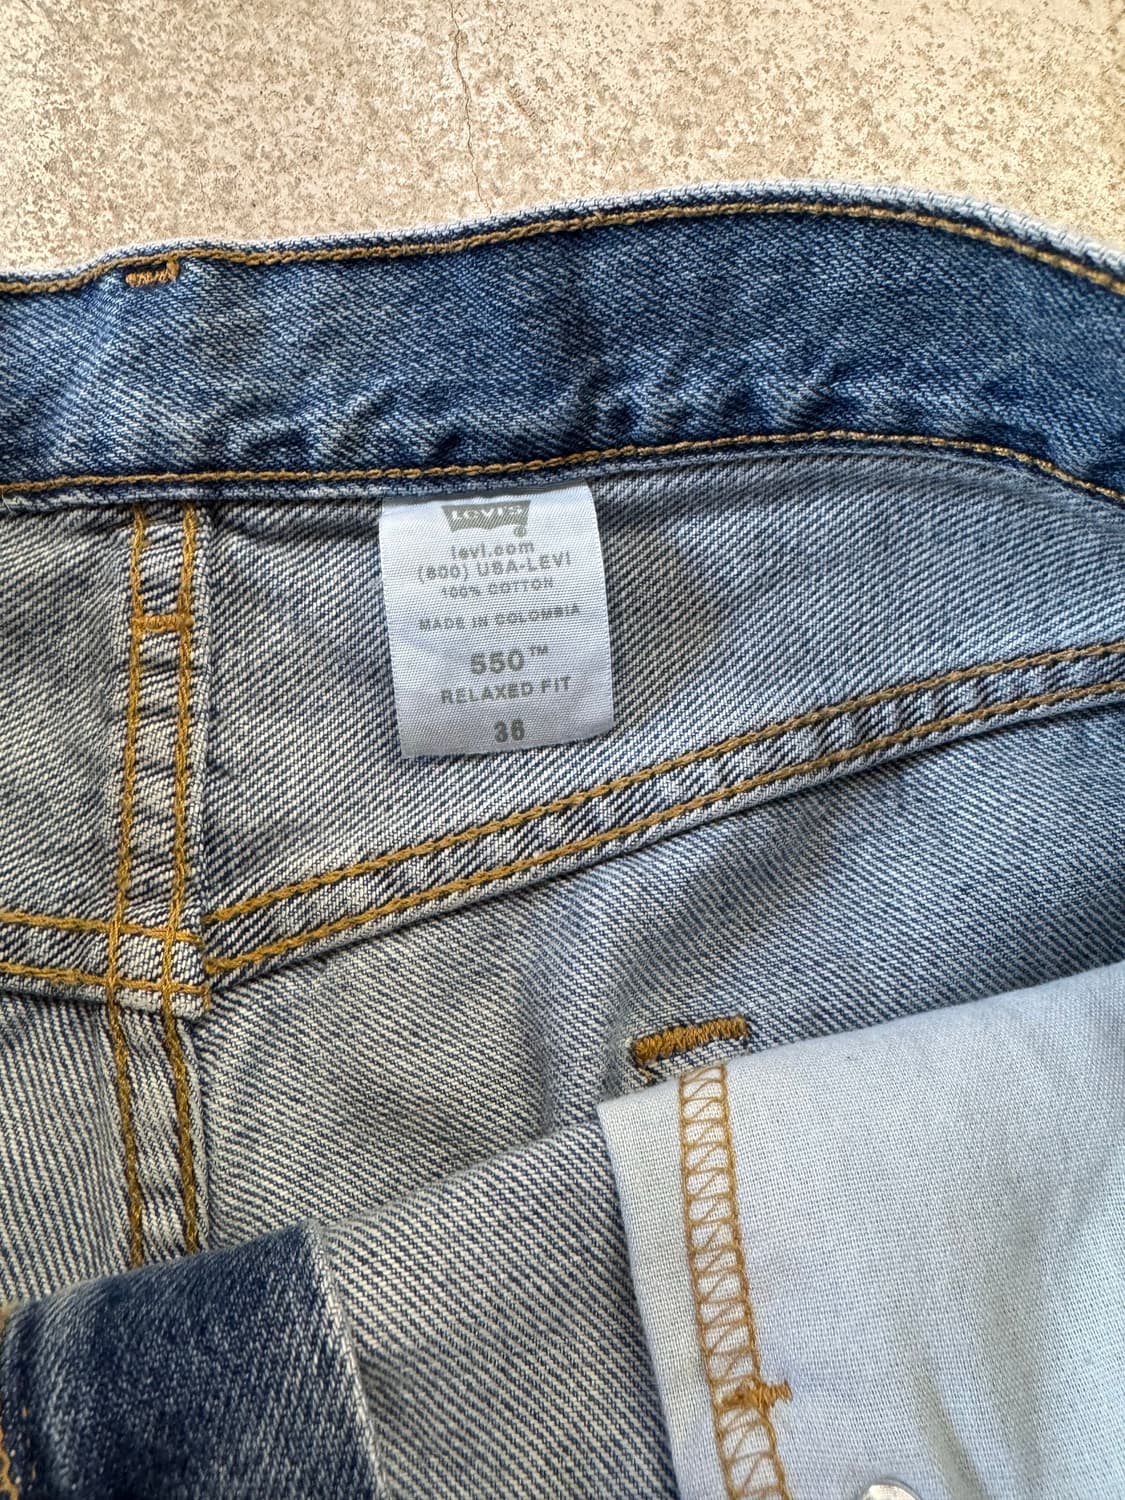 LEVI'S
®
levi.com
(800) USA-LEVI
100% COTTON
MADE IN COLOMBIA
550™
RELAXED FIT
36